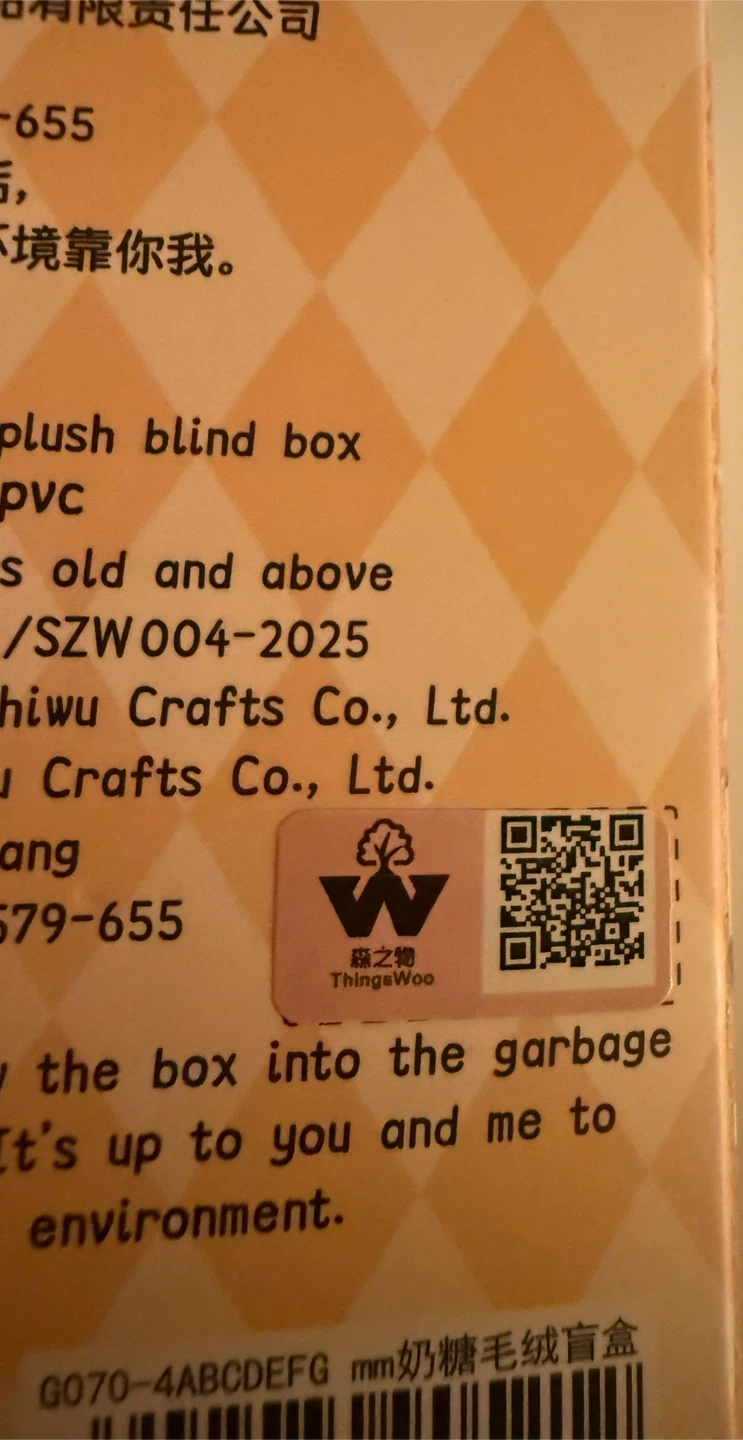 品有限责任公司
-655
后,
环境靠你我。
plush blind box
pvc
s old and above
/SZW004-2025
hiwu Crafts Co., Ltd.
u Crafts Co., Ltd.
ang
579-655
森之物
ThingsWoo
the box into the garbage
It's up to you and me to
environment.
G070-4ABCDEFG mm奶糖毛绒盲盒